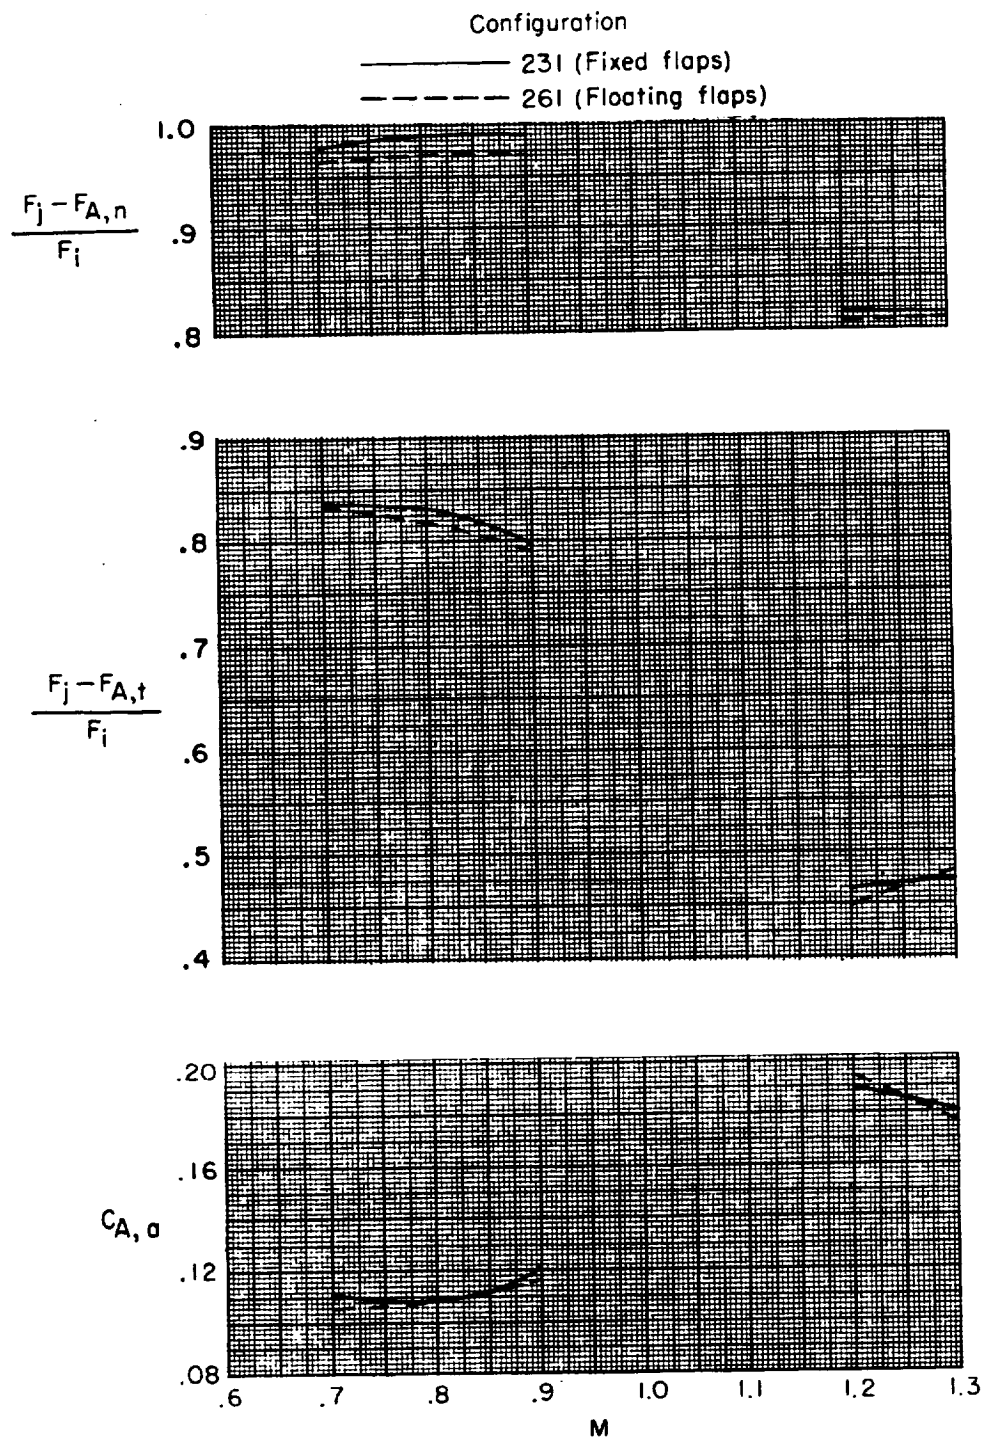 Configuration
231 (Fixed flaps)
261 (Floating flaps)
1.0
Fj – FA,n
Fi
.9
.8
.9
.8
.7
Fj – FA,t
Fi
.6
.5
.4
.20
.16
CA, a
.12
.08
.6 .7 .8 .9 1.0 1.1 1.2 1.3
M